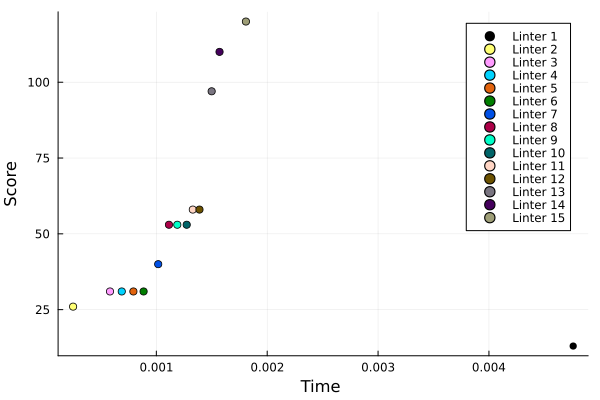 Linter 1
Linter 2
Linter 3
Linter 4
Linter 5
Linter 6
Linter 7
Linter 8
Linter 9
Linter 10
Linter 11
Linter 12
Linter 13
Linter 14
Linter 15
Score
100
75
50
25
0.001 0.002 0.003 0.004
Time